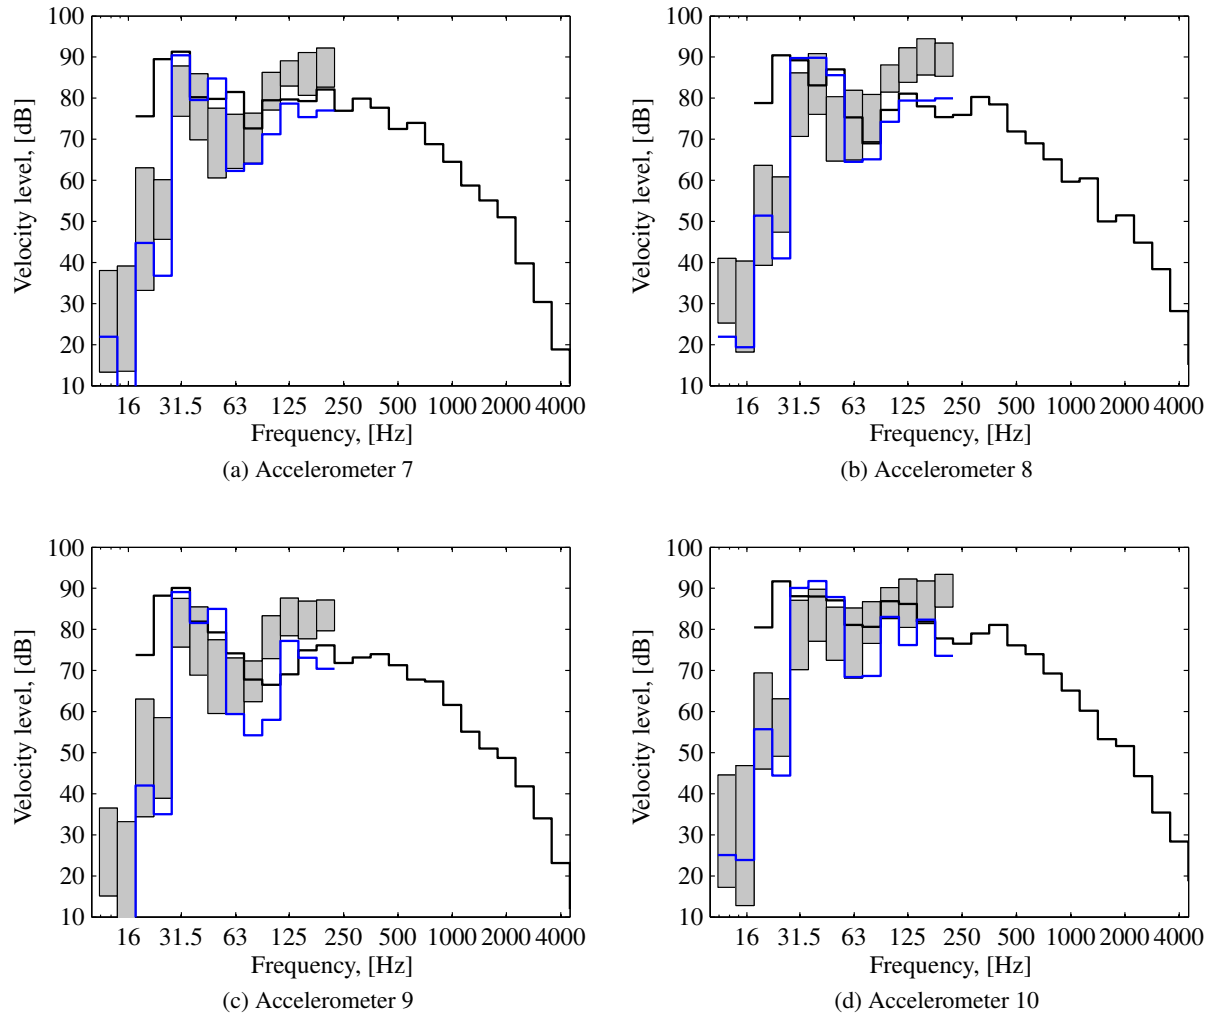 100
90
80
70
60
50
40
30
20
10
Velocity level, [dB]
16 31.5 63 125 250 500 1000 2000 4000
Frequency, [Hz]
(a) Accelerometer 7
100
90
80
70
60
50
40
30
20
10
Velocity level, [dB]
16 31.5 63 125 250 500 1000 2000 4000
Frequency, [Hz]
(b) Accelerometer 8
100
90
80
70
60
50
40
30
20
10
Velocity level, [dB]
16 31.5 63 125 250 500 1000 2000 4000
Frequency, [Hz]
(c) Accelerometer 9
100
90
80
70
60
50
40
30
20
10
Velocity level, [dB]
16 31.5 63 125 250 500 1000 2000 4000
Frequency, [Hz]
(d) Accelerometer 10